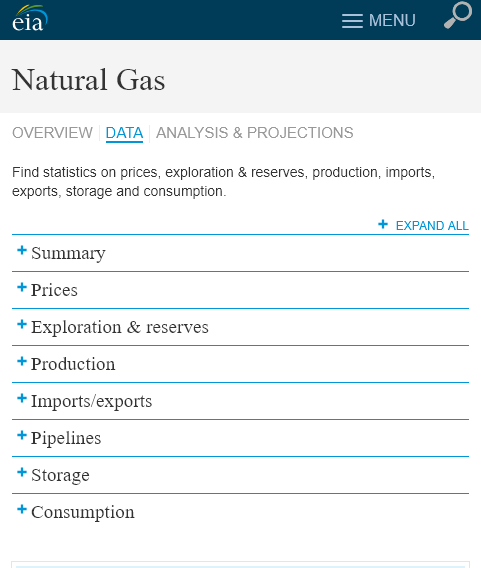 eia
MENU
Natural Gas
OVERVIEW DATA ANALYSIS & PROJECTIONS
Find statistics on prices, exploration & reserves, production, imports,
exports, storage and consumption.
+ EXPAND ALL
+ Summary
+ Prices
+ Exploration & reserves
+ Production
+ Imports/exports
+ Pipelines
+ Storage
+ Consumption